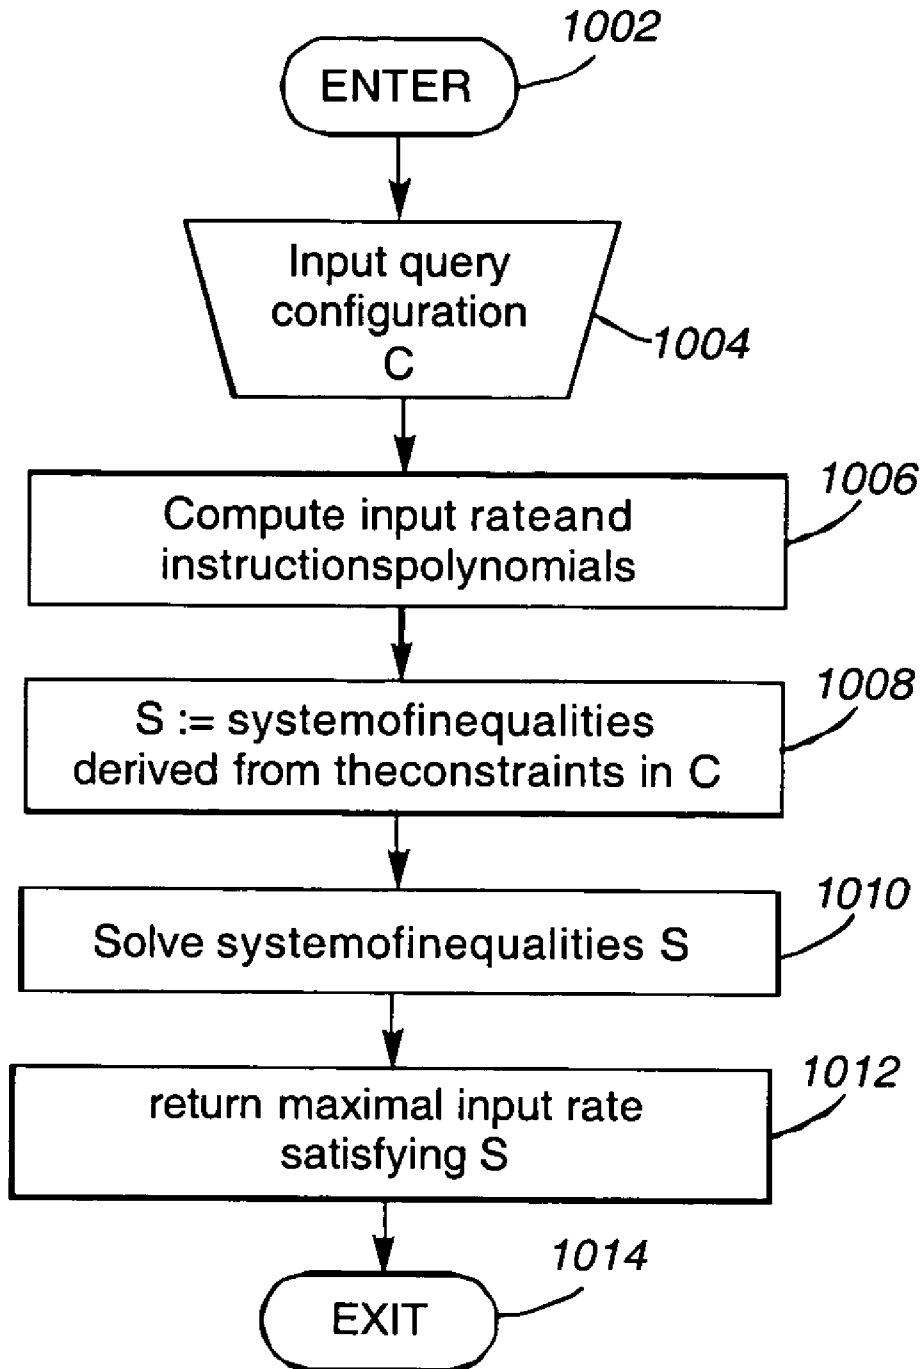 1002
ENTER
Input query
configuration
C
1004
1006
Compute input rateand
instructionspolynomials
1008
S := systemofinequalities
derived from theconstraints in C
1010
Solve systemofinequalities S
1012
return maximal input rate
satisfying S
1014
EXIT